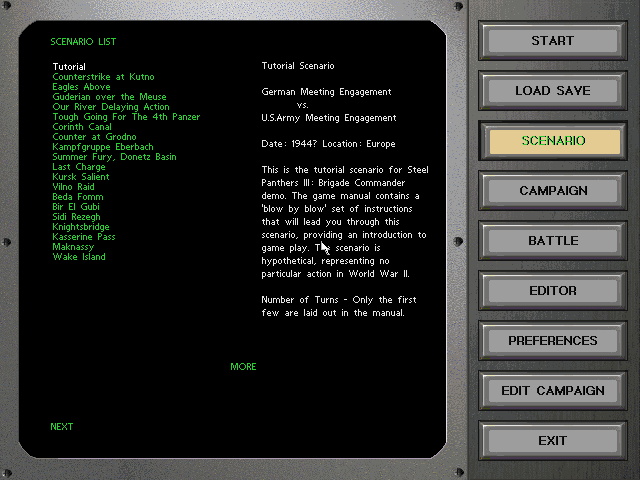 SCENARIO LIST
Tutorial
Counterstrike at Kutno
Eagles Above
Guderian over the Meuse
Our River Delaying Action
Tough Going For The 4th Panzer
Corinth Canal
Counter at Grodno
Kampfgruppe Eberbach
Summer Fury, Donetz Basin
Last Charge
Kursk Salient
Vilno Raid
Beda Fomm
Bir El Gubi
Sidi Rezegh
Knightsbridge
Kasserine Pass
Maknassy
Wake Island
Tutorial Scenario
German Meeting Engagement
vs.
U.S.Army Meeting Engagement
Date: 1944? Location: Europe
This is the tutorial scenario for Steel
Panthers III: Brigade Commander
demo. The game manual contains a
'blow by blow' set of instructions
that will lead you through this
scenario, providing an introduction to
game play. The scenario is
hypothetical, representing no
particular action in World War II.
Number of Turns - Only the first
few are laid out in the manual.
MORE
NEXT
START
LOAD SAVE
SCENARIO
CAMPAIGN
BATTLE
EDITOR
PREFERENCES
EDIT CAMPAIGN
EXIT